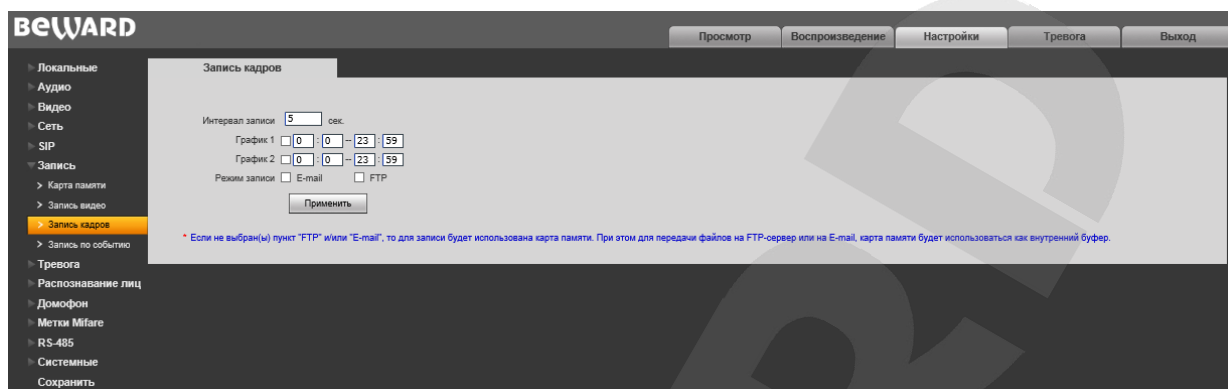 BEWARD
Просмотр Воспроизведение Настройки Тревога Выход
Локальные
Аудио
Видео
Сеть
SIP
Запись
> Карта памяти
> Запись видео
> Запись кадров
> Запись по событию
Тревога
Распознавание лиц
Домофон
Метки Mifare
RS-485
Системные
Сохранить
Запись кадров
Интервал записи 5 сек.
График 1 0 : 0 – 23 : 59
График 2 0 : 0 – 23 : 59
Режим записи E-mail FTP
Применить
* Если не выбран(ы) пункт "FTP" и/или "E-mail", то для записи будет использована карта памяти. При этом для передачи файлов на FTP-сервер или на E-mail, карта памяти будет использоваться как внутренний буфер.